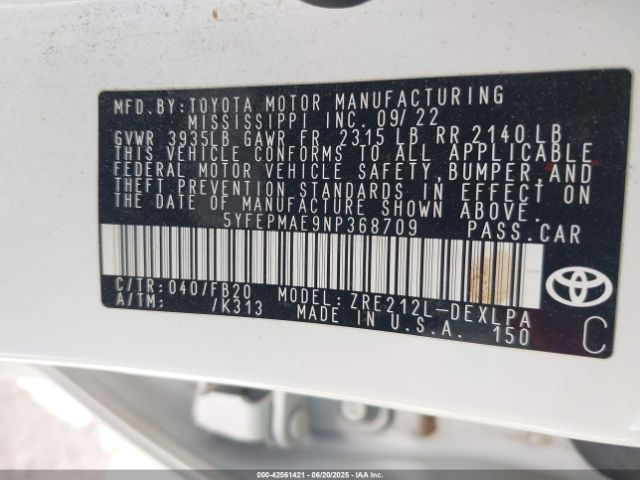 MFD. BY: TOYOTA MOTOR MANUFACTURING
MISSISSIPPI INC. 09/22
GVWR 3935LB GAWR FR 2315 LB RR 2140 LB
THIS VEHICLE CONFORMS TO ALL APPLICABLE
FEDERAL MOTOR VEHICLE SAFETY, BUMPER, AND
THEFT PREVENTION STANDARDS IN EFFECT ON
THE DATE OF MANUFACTURE SHOWN ABOVE.
5YFEPMAE9NP368709 PASS. CAR
C/TR: 040/FB20 MODEL: ZRE212L-DEXLPA
A/TM: /K313 MADE IN U.S.A. 150
C
000-42561421 - 06/20/2025 - IAAI COMPANY